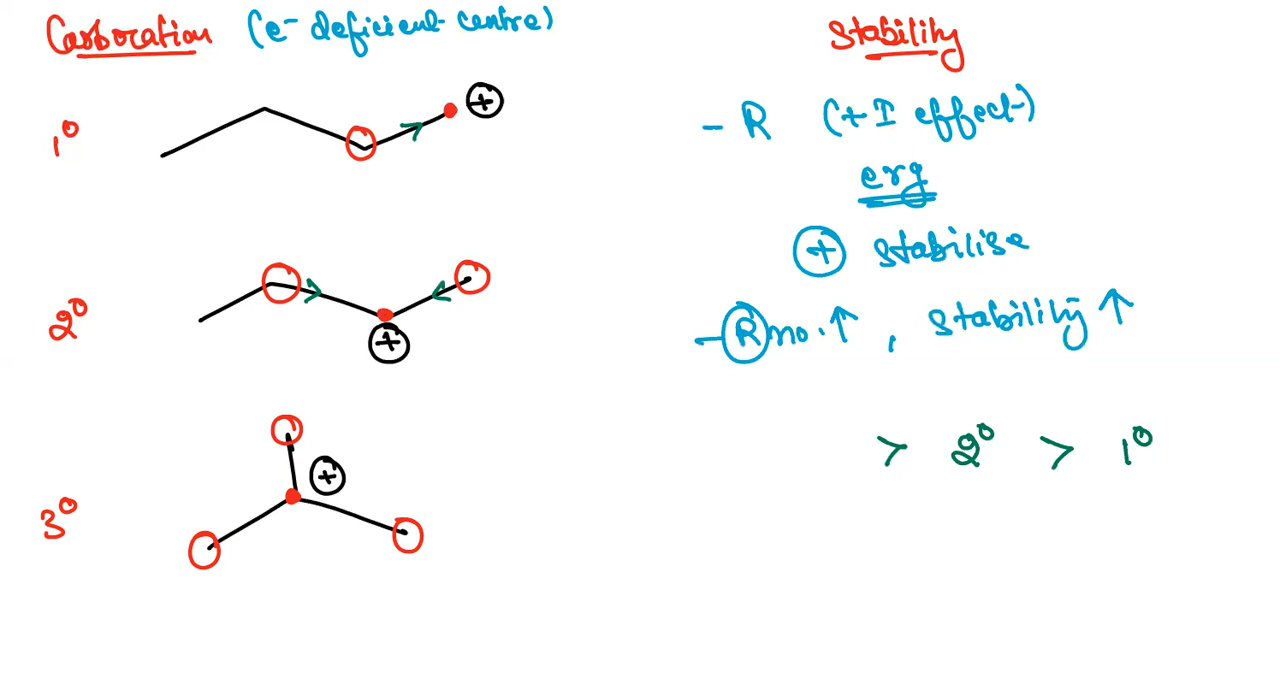 Carbocation (e⁻ deficient centre)
1°
⊕
2°
⊕
3°
⊕
Stability
- R (+I effect)
erg
⊕ stabilise
- R no. ↑, stability ↑
> 2° > 1°